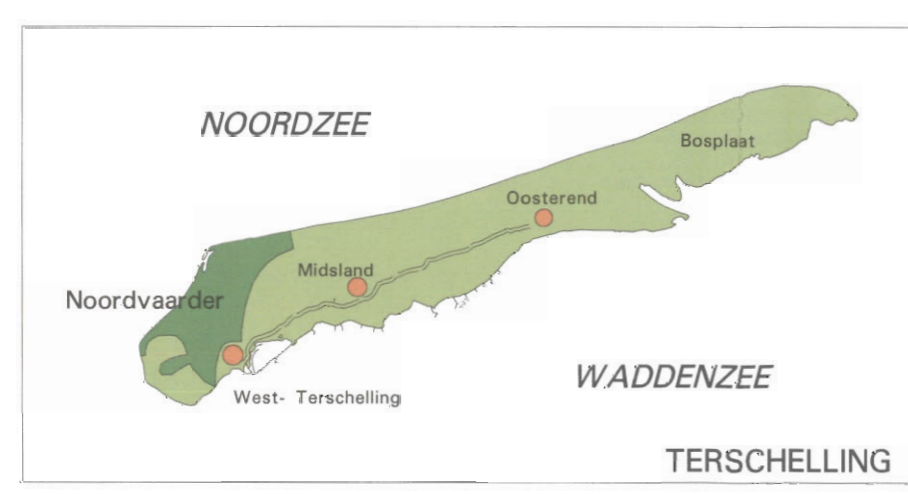 NOORDZEE
Bosplaat
Oosterend
Midsland
Noordvaarder
West- Terschelling
WADDENZEE
TERSCHELLING